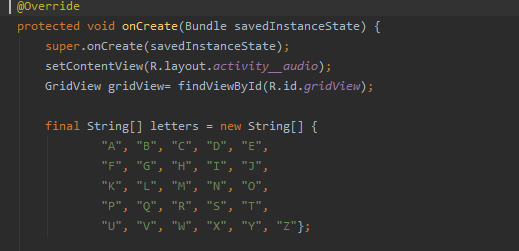 @Override
protected void onCreate(Bundle savedInstanceState) {
super.onCreate(savedInstanceState);
setContentView(R.layout.activity__audio);
GridView gridView= findViewById(R.id.gridView);
final String[] letters = new String[] {
"A", "B", "C", "D", "E",
"F", "G", "H", "I", "J",
"K", "L", "M", "N", "O",
"P", "Q", "R", "S", "T",
"U", "V", "W", "X", "Y", "Z"};